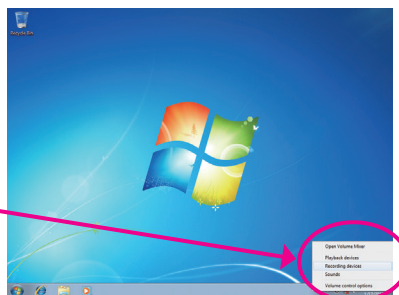 Recycle Bin
Open Volume Mixer
Playback devices
Recording devices
Sounds
Volume control options